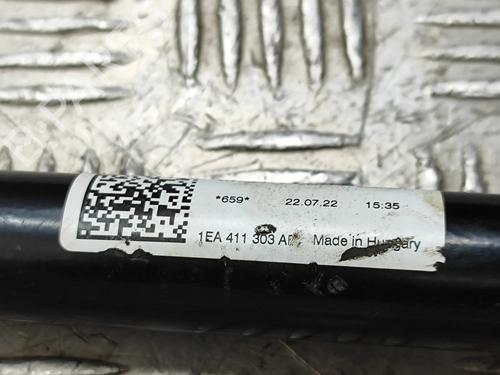 *659* 22.07.22 15:35
1EA 411 303 Made in Hungary